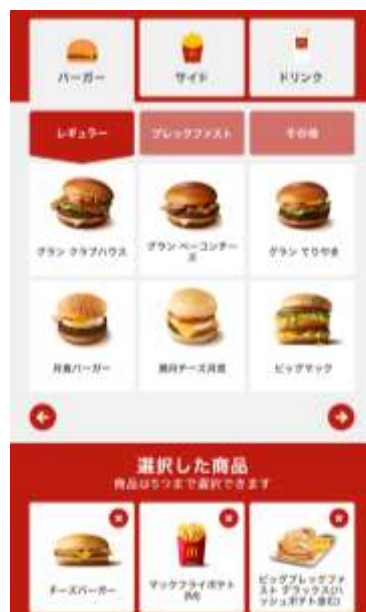 バーガー
サイド
ドリンク
レギュラー
ブレックファスト
その他
グラン クラブハウス
グラン ベーコンチー
ズ
グラン てりやき
月見バーガー
満月チーズ月見
ビッグマック
選択した商品
商品は5つまで選択できます
チーズバーガー
マックフライポテト
(M)
ビッグブレックファ
スト デラックス(ハ
ッシュポテト含む)